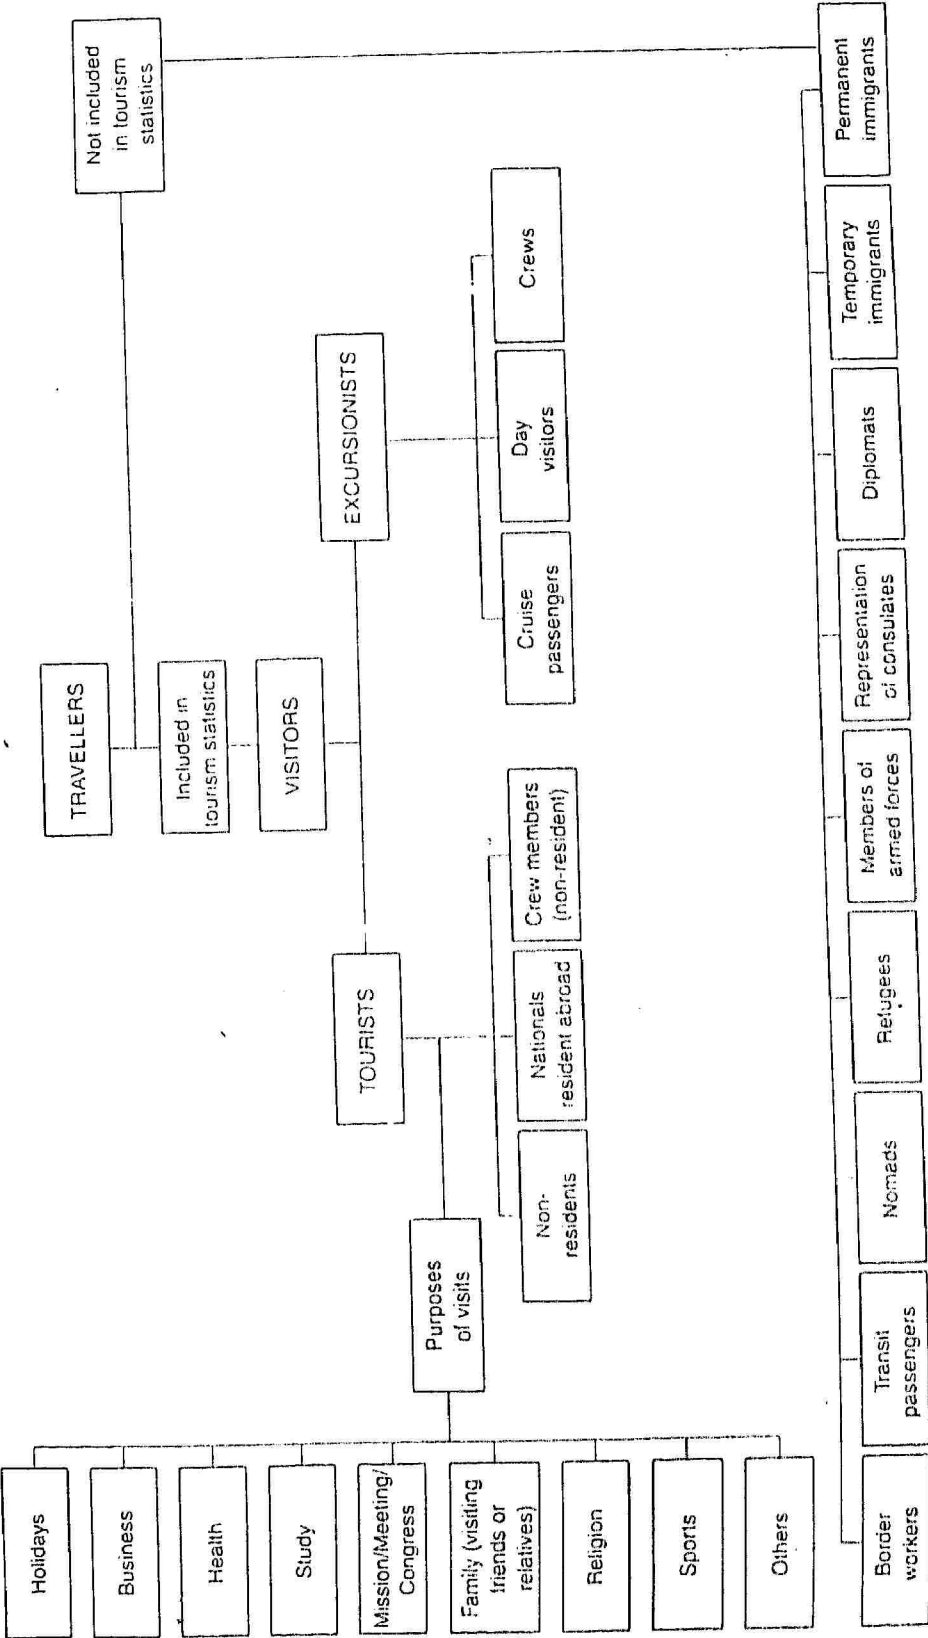 TRAVELLERS
Not included
in tourism
statistics
Included in
tourism statistics
VISITORS
TOURISTS
EXCURSIONISTS
Purposes
of visits
Holidays
Business
Health
Study
Mission/Meeting/
Congress
Family (visiting
friends or
relatives)
Religion
Sports
Others
Non-
residents
Nationals
resident abroad
Crew members
(non-resident)
Cruise
passengers
Day
visitors
Crews
Border
workers
Transit
passengers
Nomads
Refugees
Members of
armed forces
Representation
of consulates
Diplomats
Temporary
immigrants
Permanent
immigrants